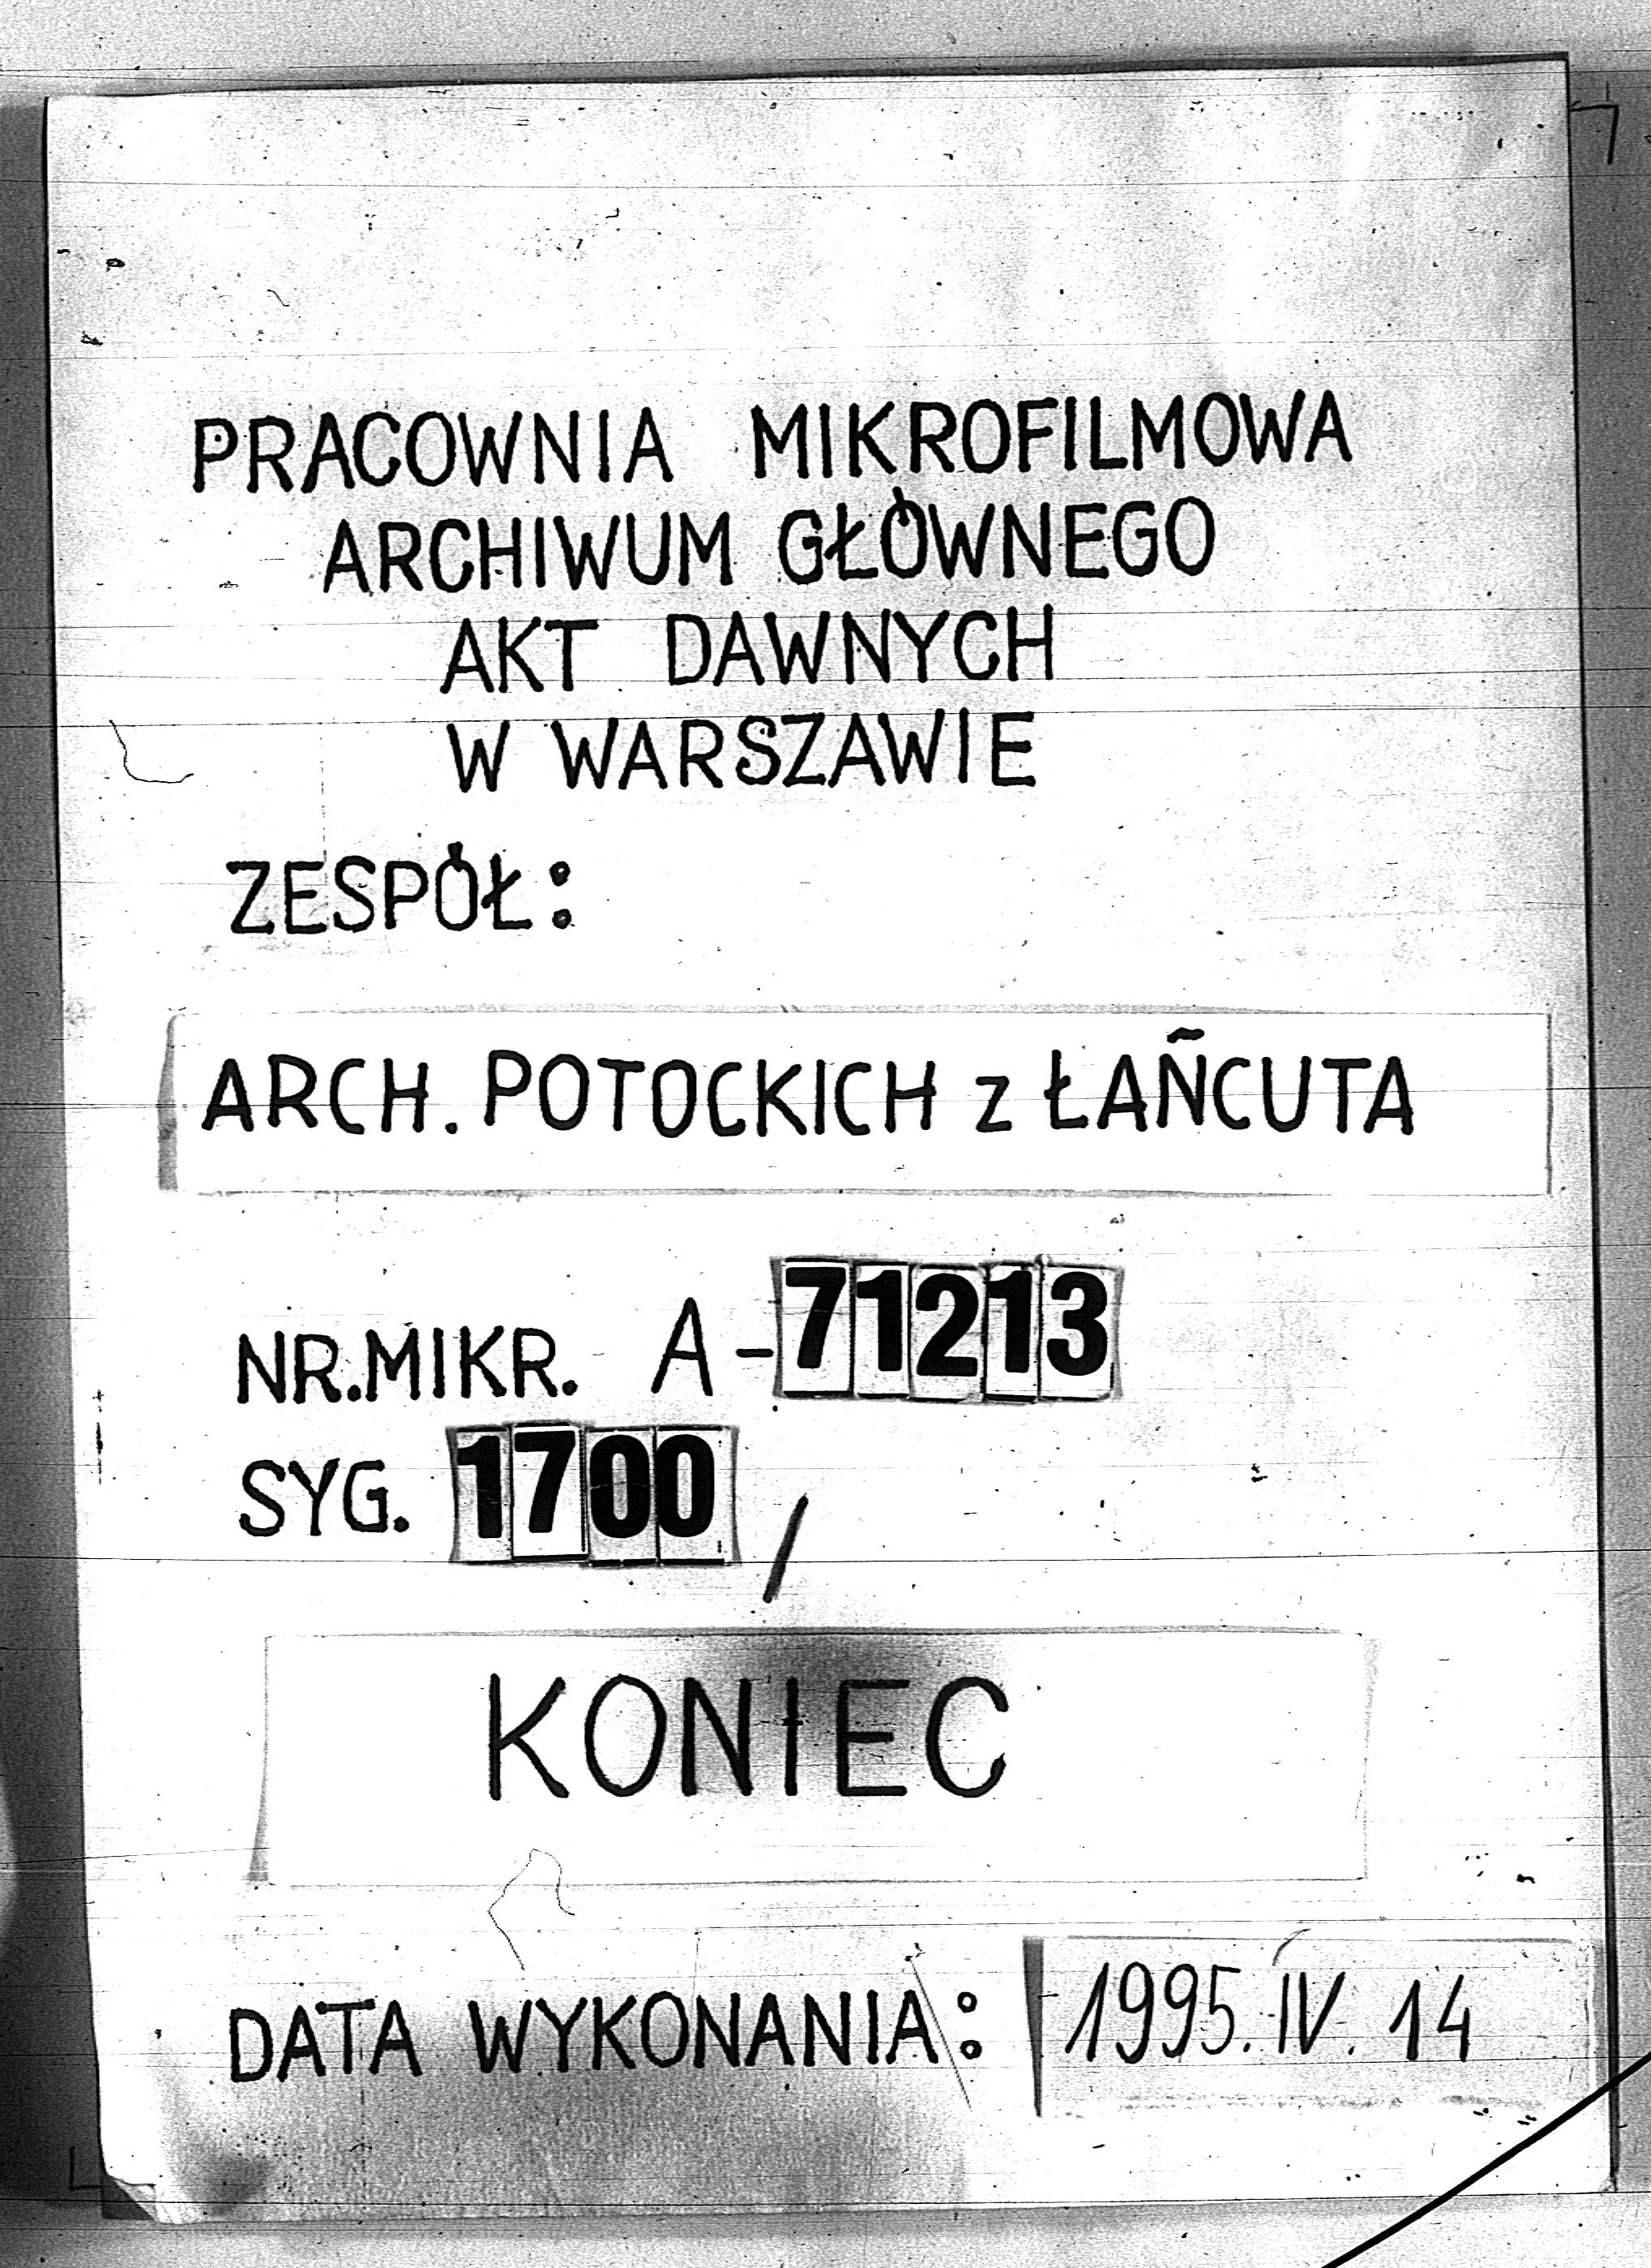 PRACOWNIA MIKROFILMOWA
ARCHIWUM GŁÓWNEGO
AKT DAWNYCH
W WARSZAWIE
ZESPÓŁ:
ARCH. POTOCKICH z ŁAŃCUTA
NR.MIKR. A-71213
SYG. 1700/
KONIEC
DATA WYKONANIA: 1995.IV.14